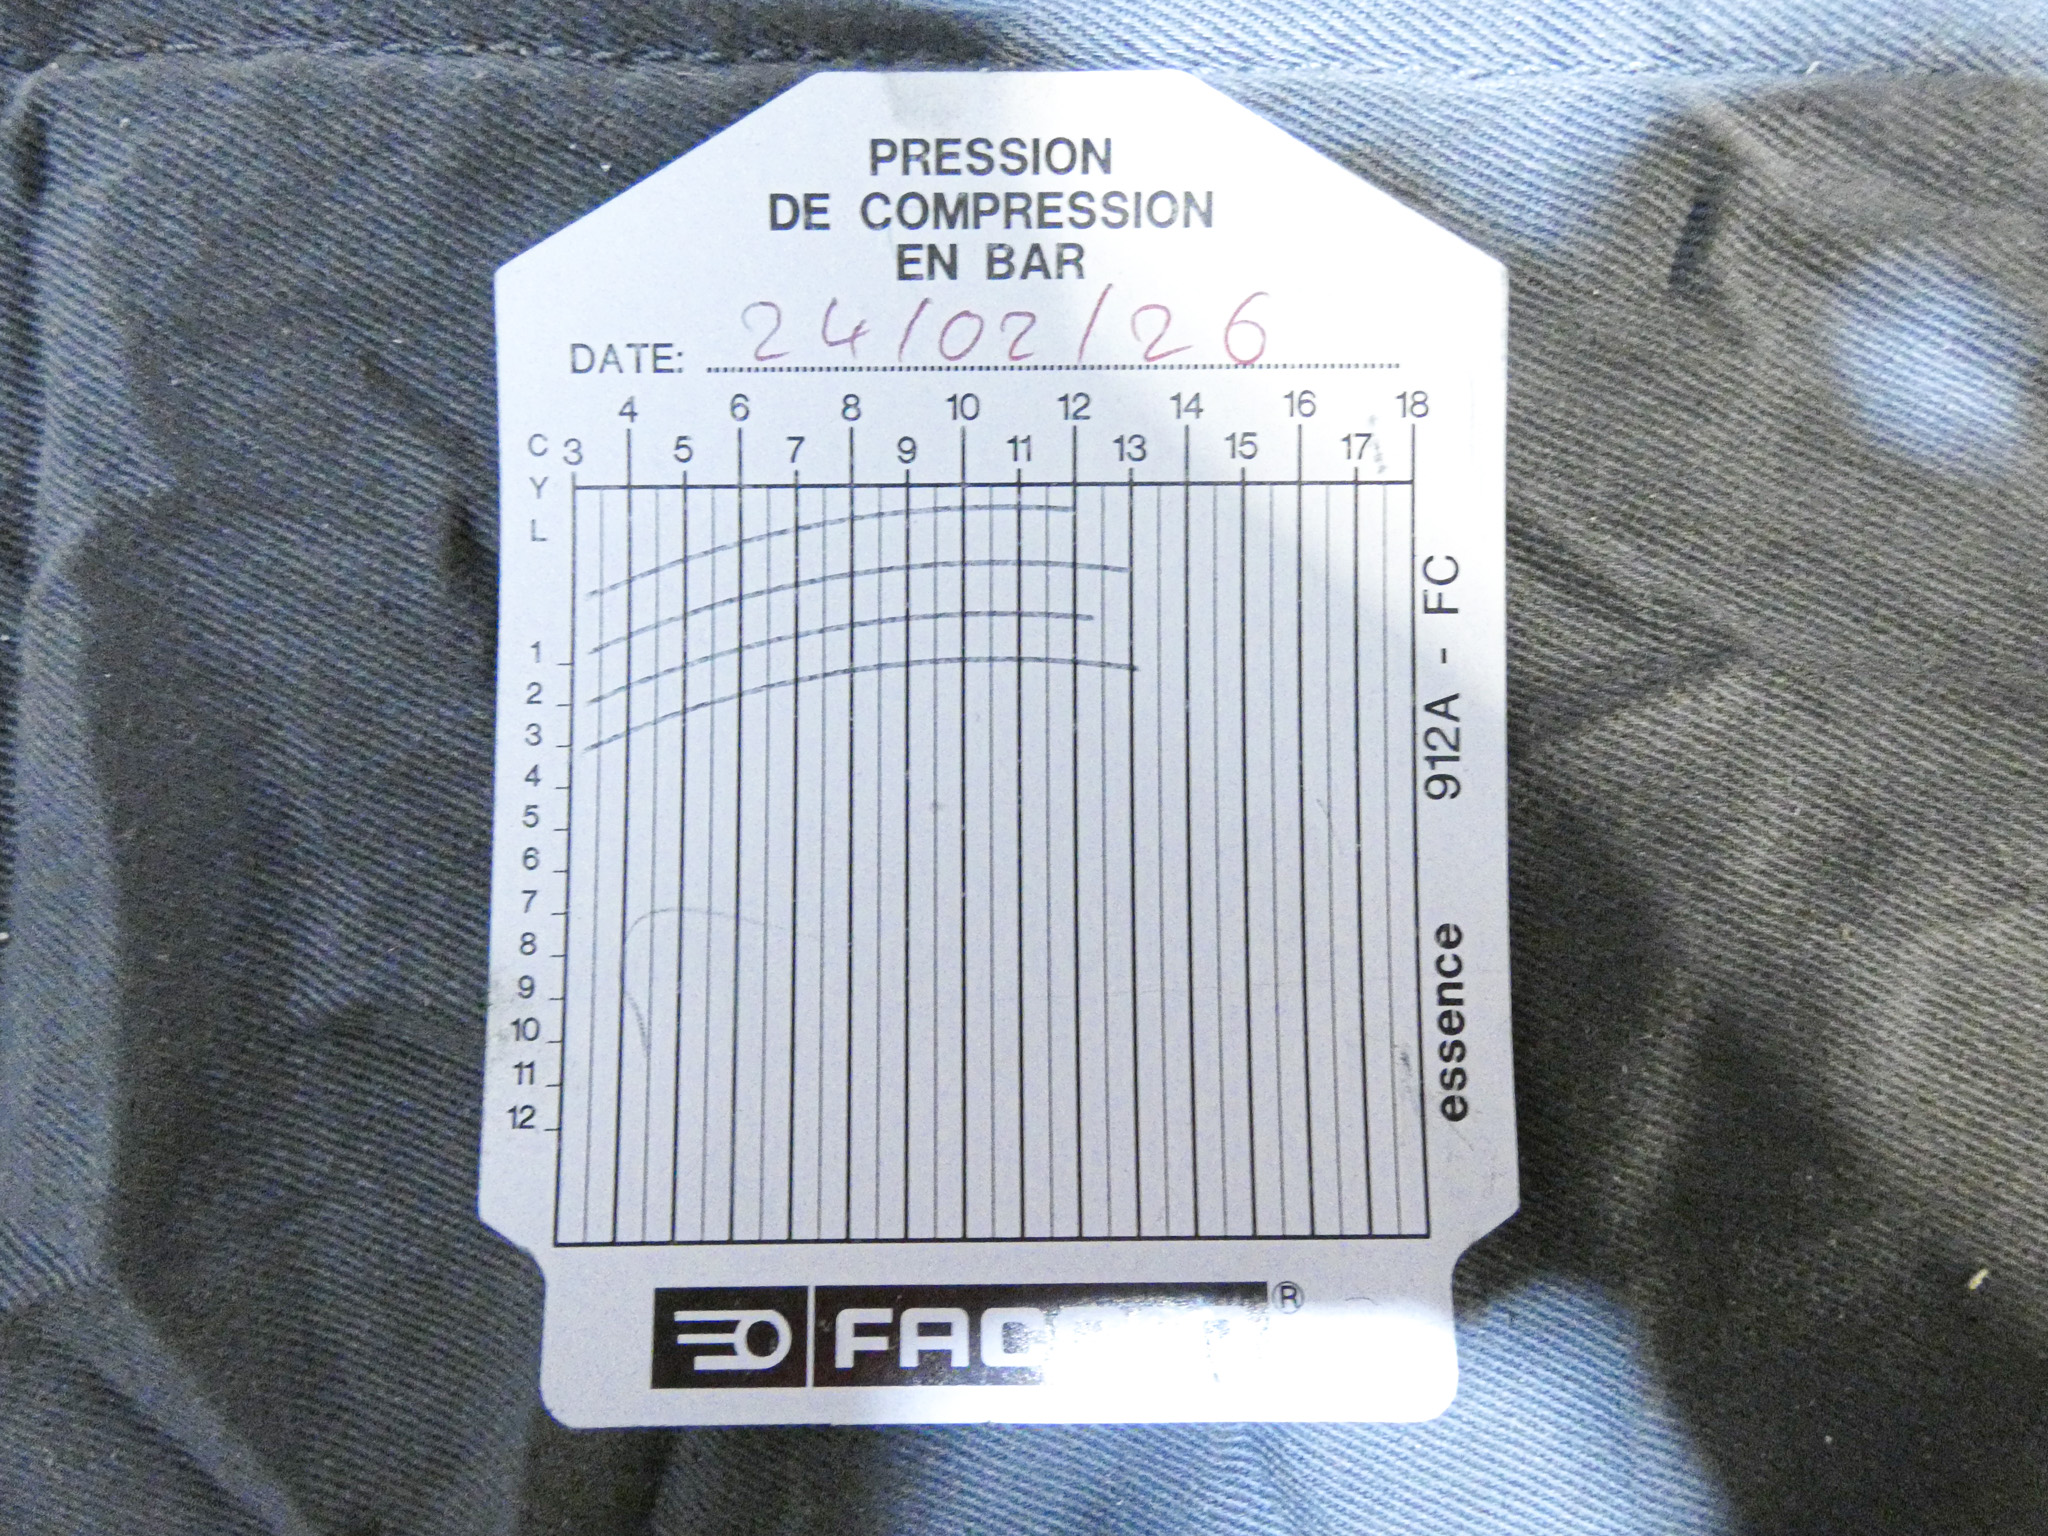 PRESSION
DE COMPRESSION
EN BAR
DATE: 24/02/26
4 6 8 10 12 14 16 18
3 5 7 9 11 13 15 17
C
Y
L
1
2
3
4
5
6
7
8
9
10
11
12
912A - FC
essence
FAC
®